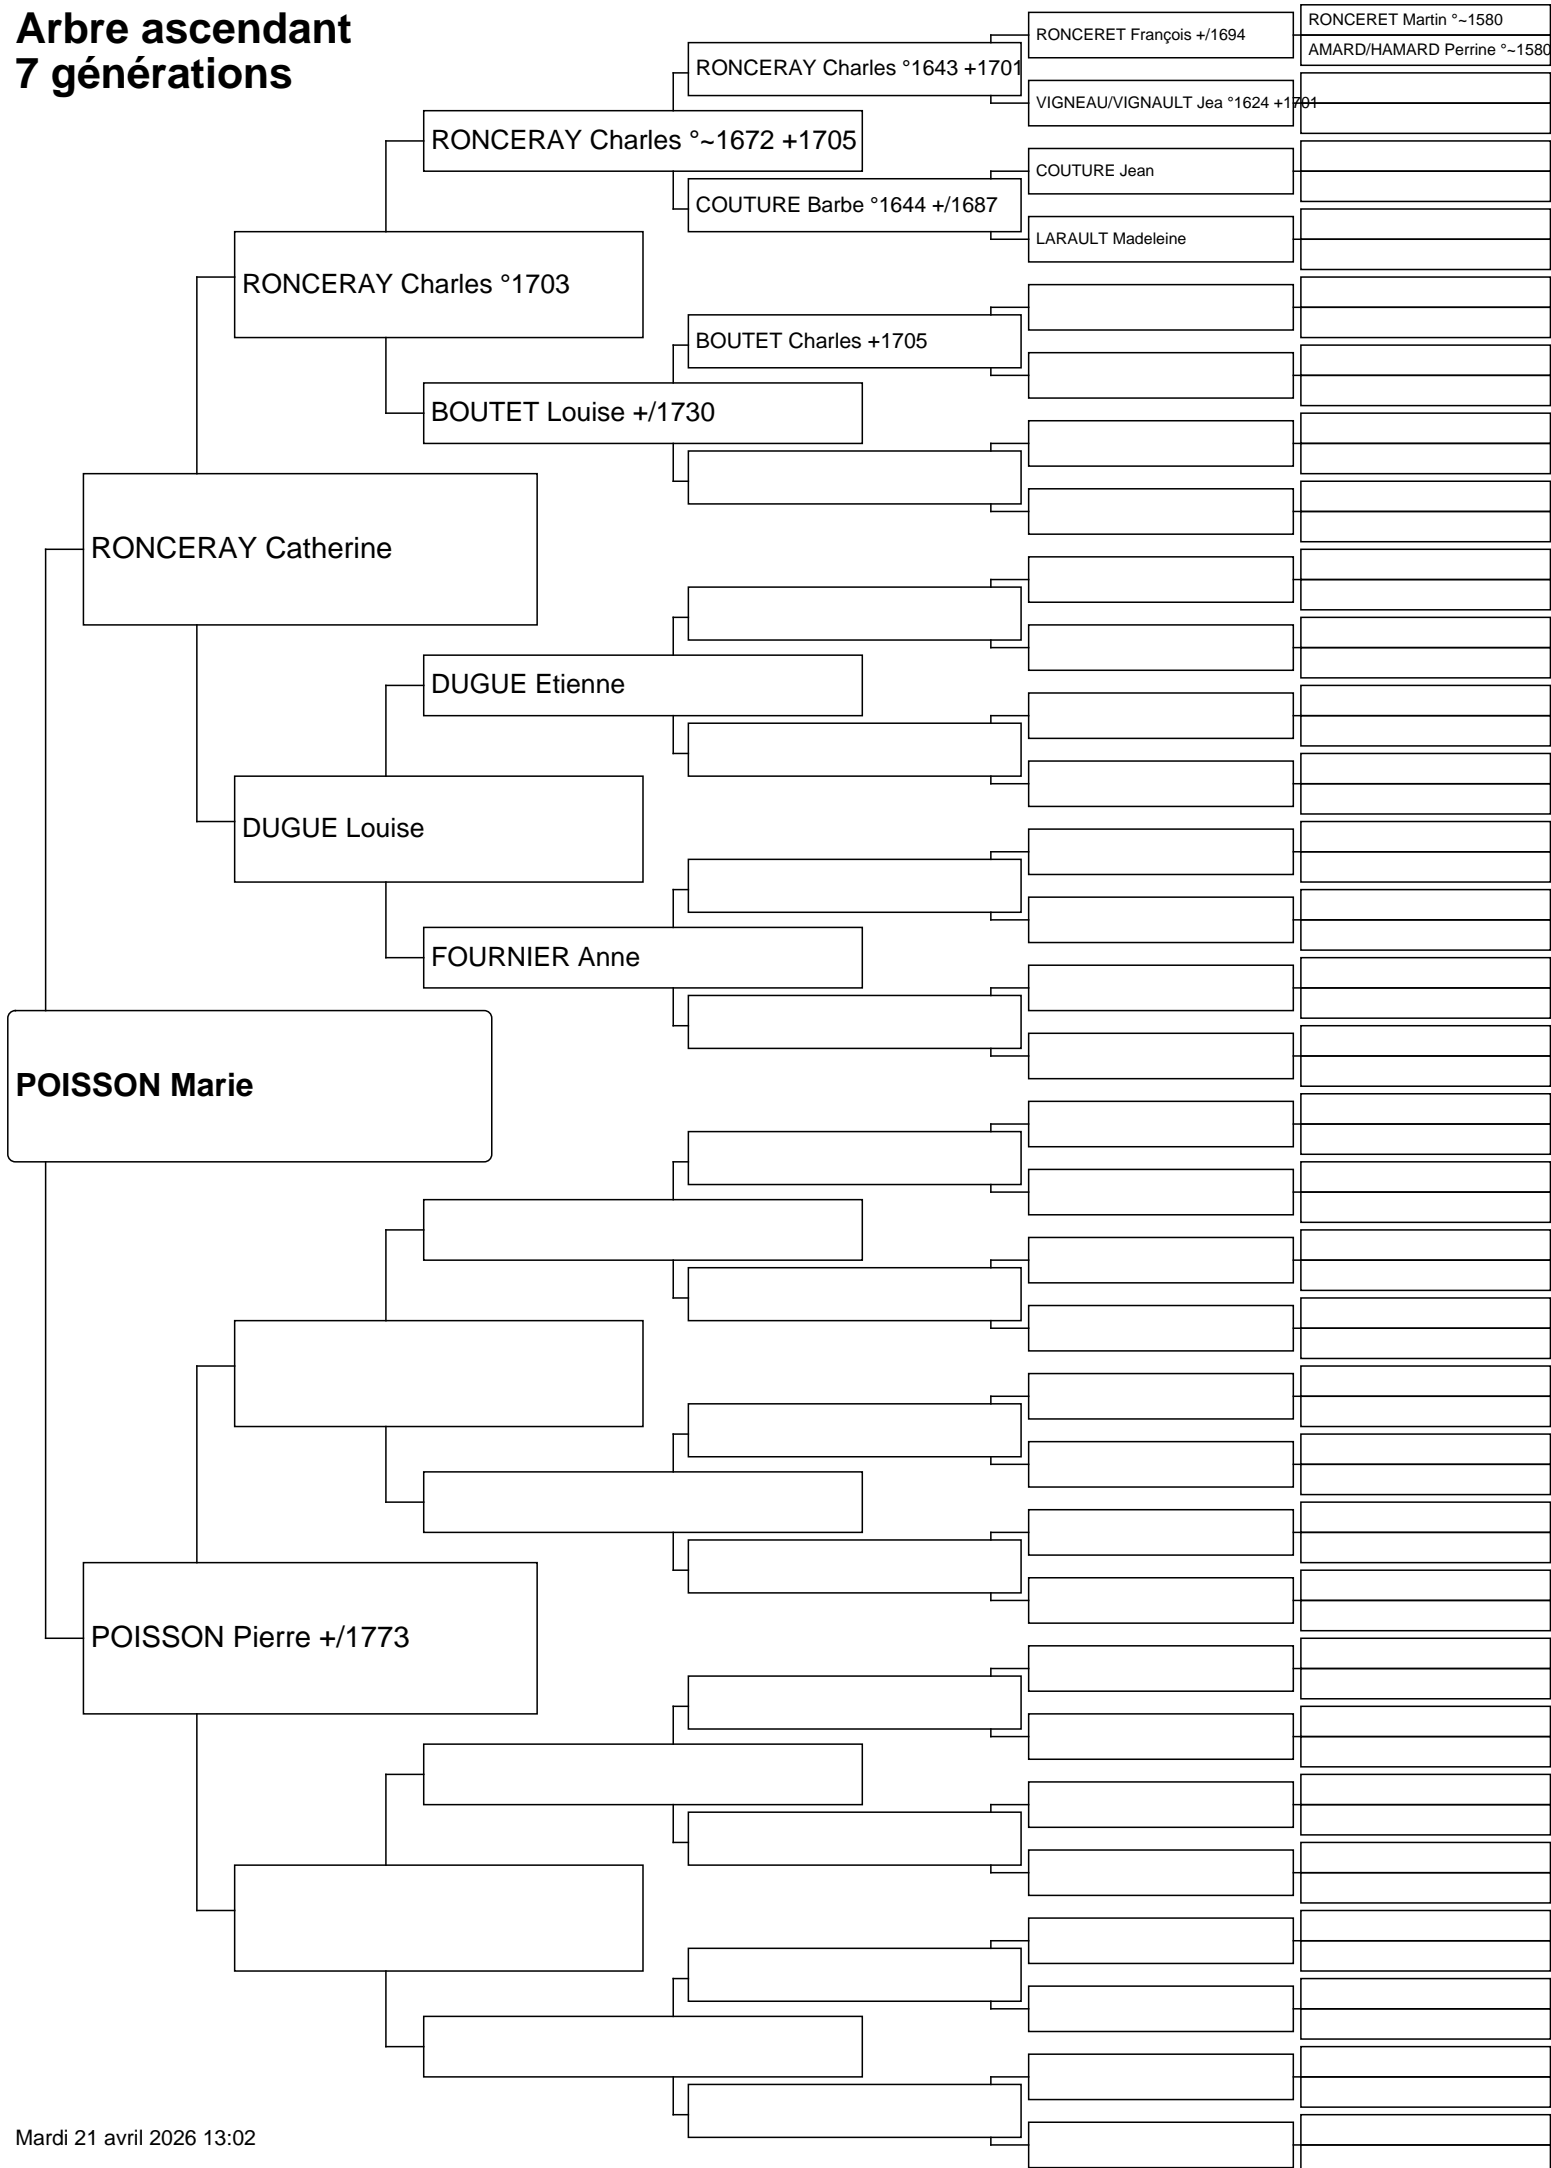 Arbre ascendant
7 générations
RONCERET Martin °~1580
RONCERET François +/1694
AMARD/HAMARD Perrine °~1580
RONCERAY Charles °1643 +1701
VIGNEAU/VIGNAULT Jea °1624 +1701
RONCERAY Charles °~1672 +1705
COUTURE Jean
COUTURE Barbe °1644 +/1687
LARAULT Madeleine
RONCERAY Charles °1703
BOUTET Charles +1705
BOUTET Louise +/1730
RONCERAY Catherine
DUGUE Etienne
DUGUE Louise
FOURNIER Anne
POISSON Marie
POISSON Pierre +/1773
Mardi 21 avril 2026 13:02